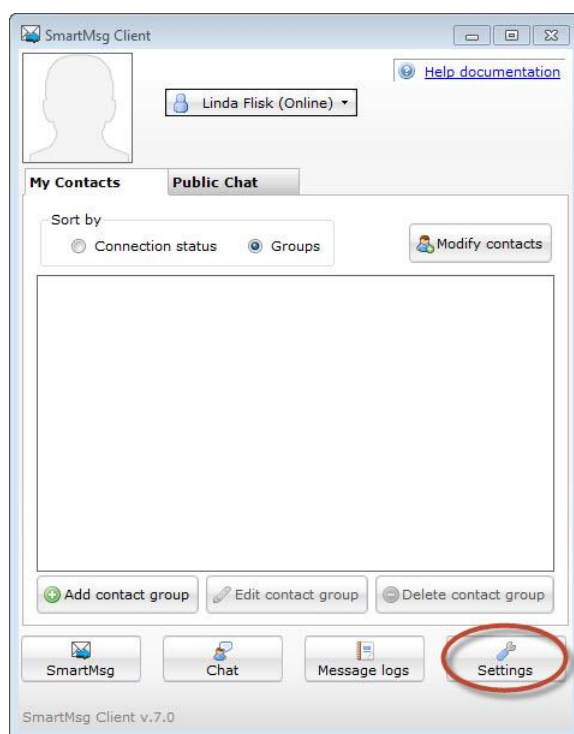 SmartMsg Client
Help documentation
Linda Flisk (Online)
My Contacts
Public Chat
Sort by
Connection status
Groups
Modify contacts
Add contact group
Edit contact group
Delete contact group
SmartMsg
Chat
Message logs
Settings
SmartMsg Client v.7.0